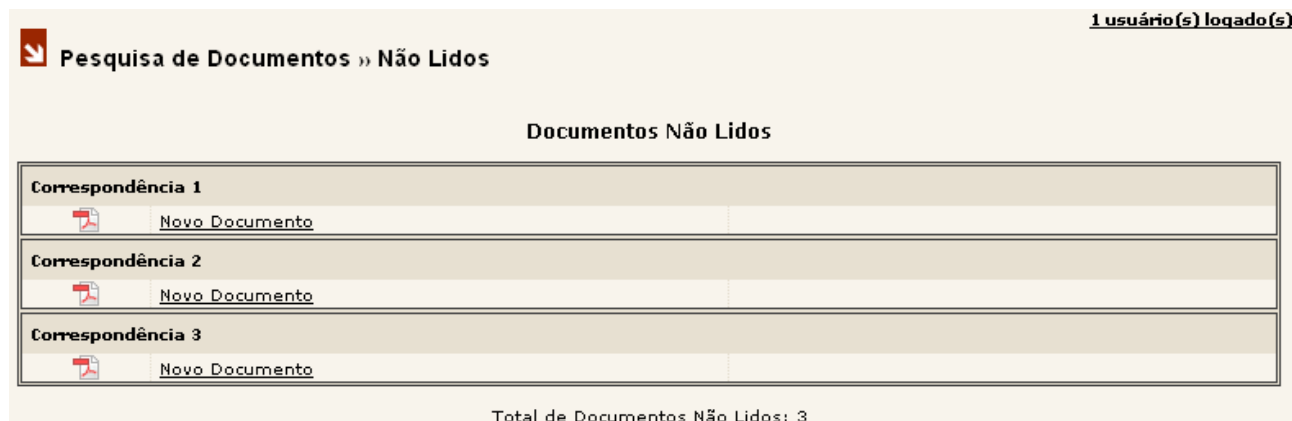 1 usuário(s) logado(s)
Pesquisa de Documentos » Não Lidos
Documentos Não Lidos
Correspondência 1
Novo Documento
Correspondência 2
Novo Documento
Correspondência 3
Novo Documento
Total de Documentos Não Lidos: 3